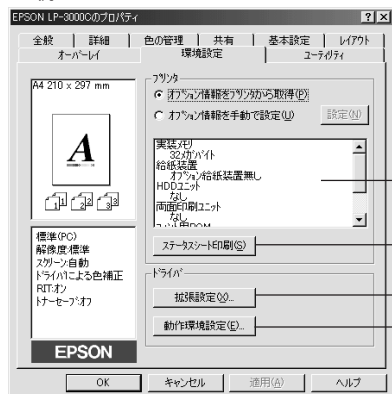 EPSON LP-3000Cのプロパティ
全般 詳細 色の管理 共有 基本設定 レイアウト
オーバーレイ 環境設定 ユーティリティ
A4 210 x 297 mm
A
1 2 3
標準(PC)
解像度:標準
スクリーン:自動
ドライバによる色補正
RIT:オン
トナーセーブ:オフ
EPSON
プリンタ
オプション情報をプリンタから取得(P)
オプション情報を手動で設定(U)
設定(N)
実装メモリ
32メガバイト
給紙装置
オプション給紙装置無し
HDDユニット
なし
両面印刷ユニット
なし
ステータスシート印刷(S)
ドライバ
拡張設定(X)...
動作環境設定(E)...
OK キャンセル 適用(A) ヘルプ